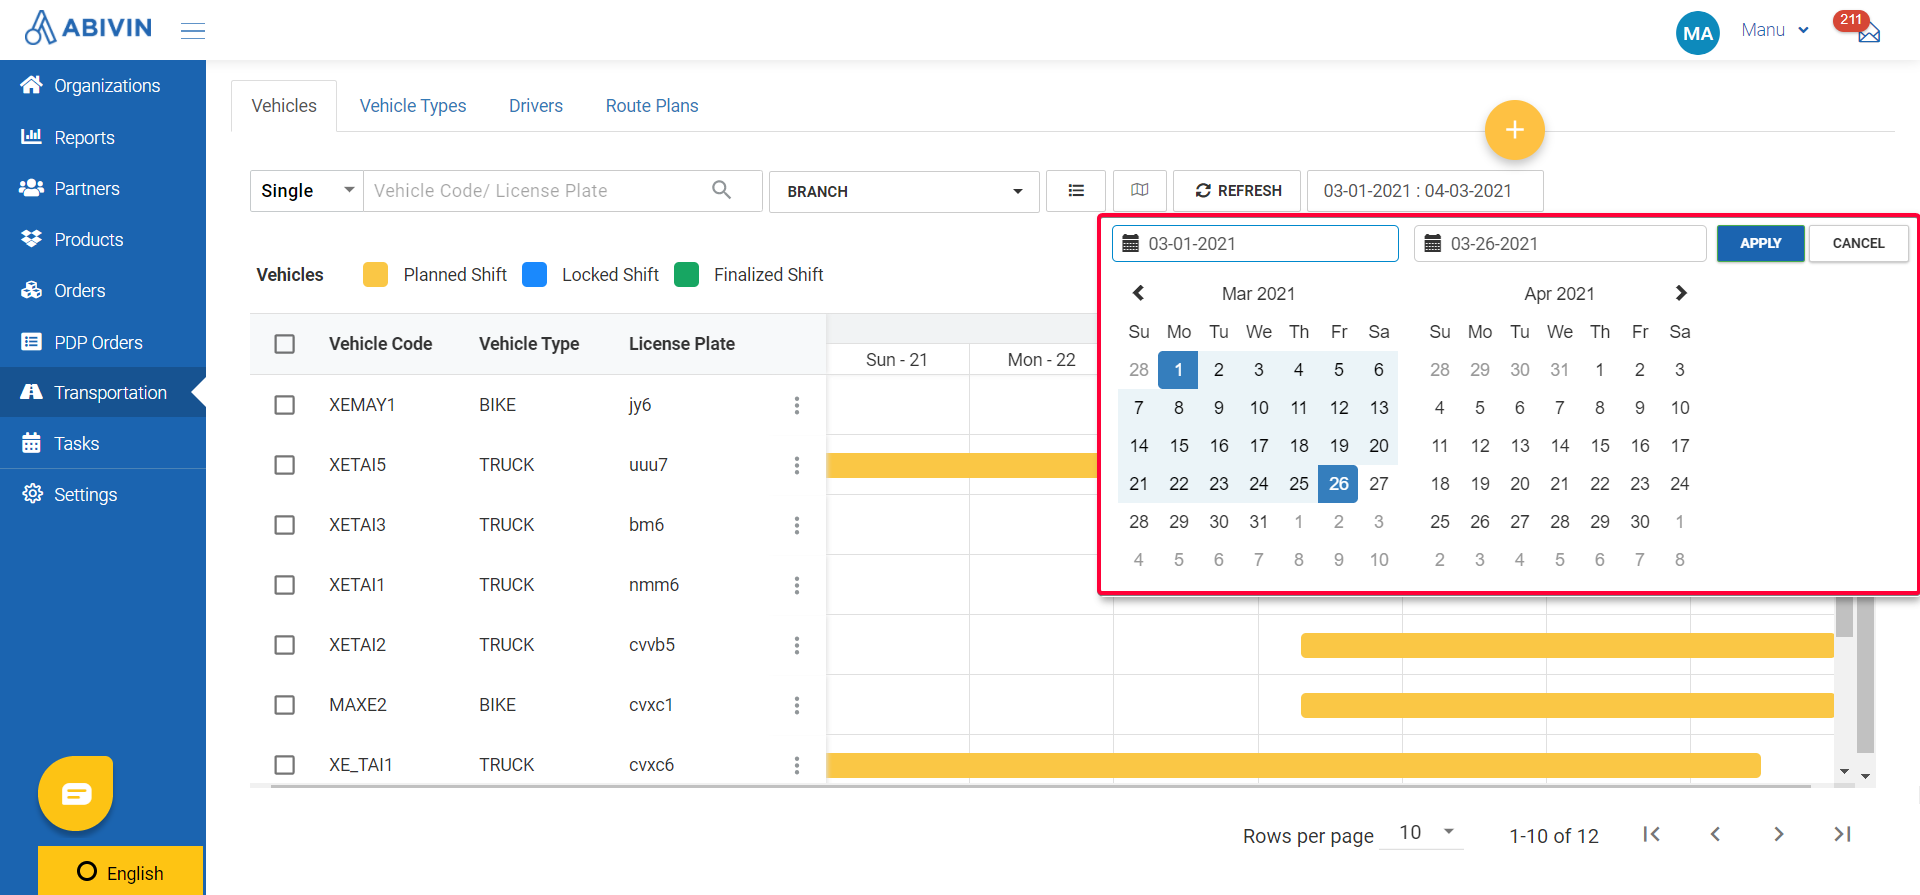 ABIVIN
MA
Manu
211
Organizations
Reports
Partners
Products
Orders
PDP Orders
Transportation
Tasks
Settings
English
Vehicles
Vehicle Types
Drivers
Route Plans
+
Single
Vehicle Code/ License Plate
BRANCH
REFRESH
03-01-2021 : 04-03-2021
03-01-2021
03-26-2021
APPLY
CANCEL
Vehicles
Planned Shift
Locked Shift
Finalized Shift
Mar 2021
Su Mo Tu We Th Fr Sa
28 1 2 3 4 5 6
7 8 9 10 11 12 13
14 15 16 17 18 19 20
21 22 23 24 25 26 27
28 29 30 31 1 2 3
4 5 6 7 8 9 10
Apr 2021
Su Mo Tu We Th Fr Sa
28 29 30 31 1 2 3
4 5 6 7 8 9 10
11 12 13 14 15 16 17
18 19 20 21 22 23 24
25 26 27 28 29 30 1
2 3 4 5 6 7 8
Vehicle Code Vehicle Type License Plate
Sun - 21 Mon - 22
XEMAY1 BIKE jy6
XETAI5 TRUCK uuu7
XETAI3 TRUCK bm6
XETAI1 TRUCK nmm6
XETAI2 TRUCK cvvb5
MAXE2 BIKE cvxc1
XE_TAI1 TRUCK cvxc6
Rows per page 10 1-10 of 12